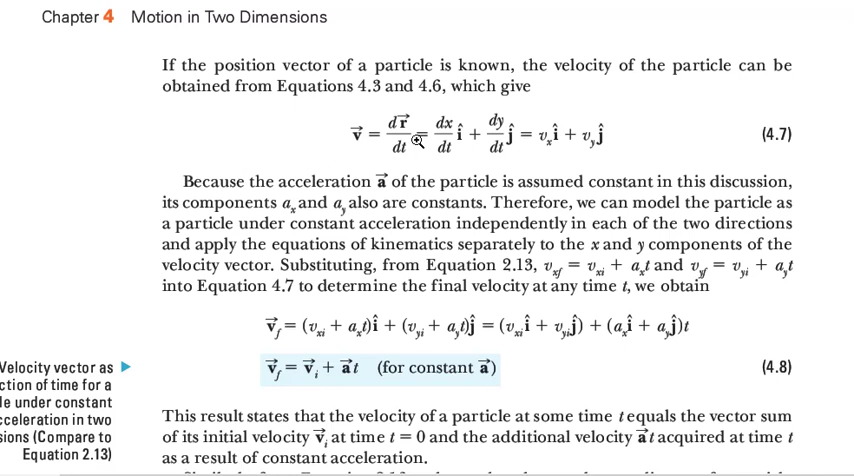 Chapter 4 Motion in Two Dimensions
If the position vector of a particle is known, the velocity of the particle can be
obtained from Equations 4.3 and 4.6, which give
v⃗ = dr⃗/dt = dx/dt î + dy/dt ĵ = vₓî + v_yĵ (4.7)
Because the acceleration a⃗ of the particle is assumed constant in this discussion,
its components aₓ and a_y also are constants. Therefore, we can model the particle as
a particle under constant acceleration independently in each of the two directions
and apply the equations of kinematics separately to the x and y components of the
velocity vector. Substituting, from Equation 2.13, v_xf = v_xi + aₓt and v_yf = v_yi + a_yt
into Equation 4.7 to determine the final velocity at any time t, we obtain
v⃗_f = (v_xi + aₓt)î + (v_yi + a_yt)ĵ = (v_xiî + v_yiĵ) + (aₓî + a_yĵ)t
v⃗_f = v⃗_i + a⃗t (for constant a⃗) (4.8)
Velocity vector as ▶
ction of time for a
le under constant
cceleration in two
sions (Compare to
Equation 2.13)
This result states that the velocity of a particle at some time t equals the vector sum
of its initial velocity v⃗_i at time t = 0 and the additional velocity a⃗t acquired at time t
as a result of constant acceleration.